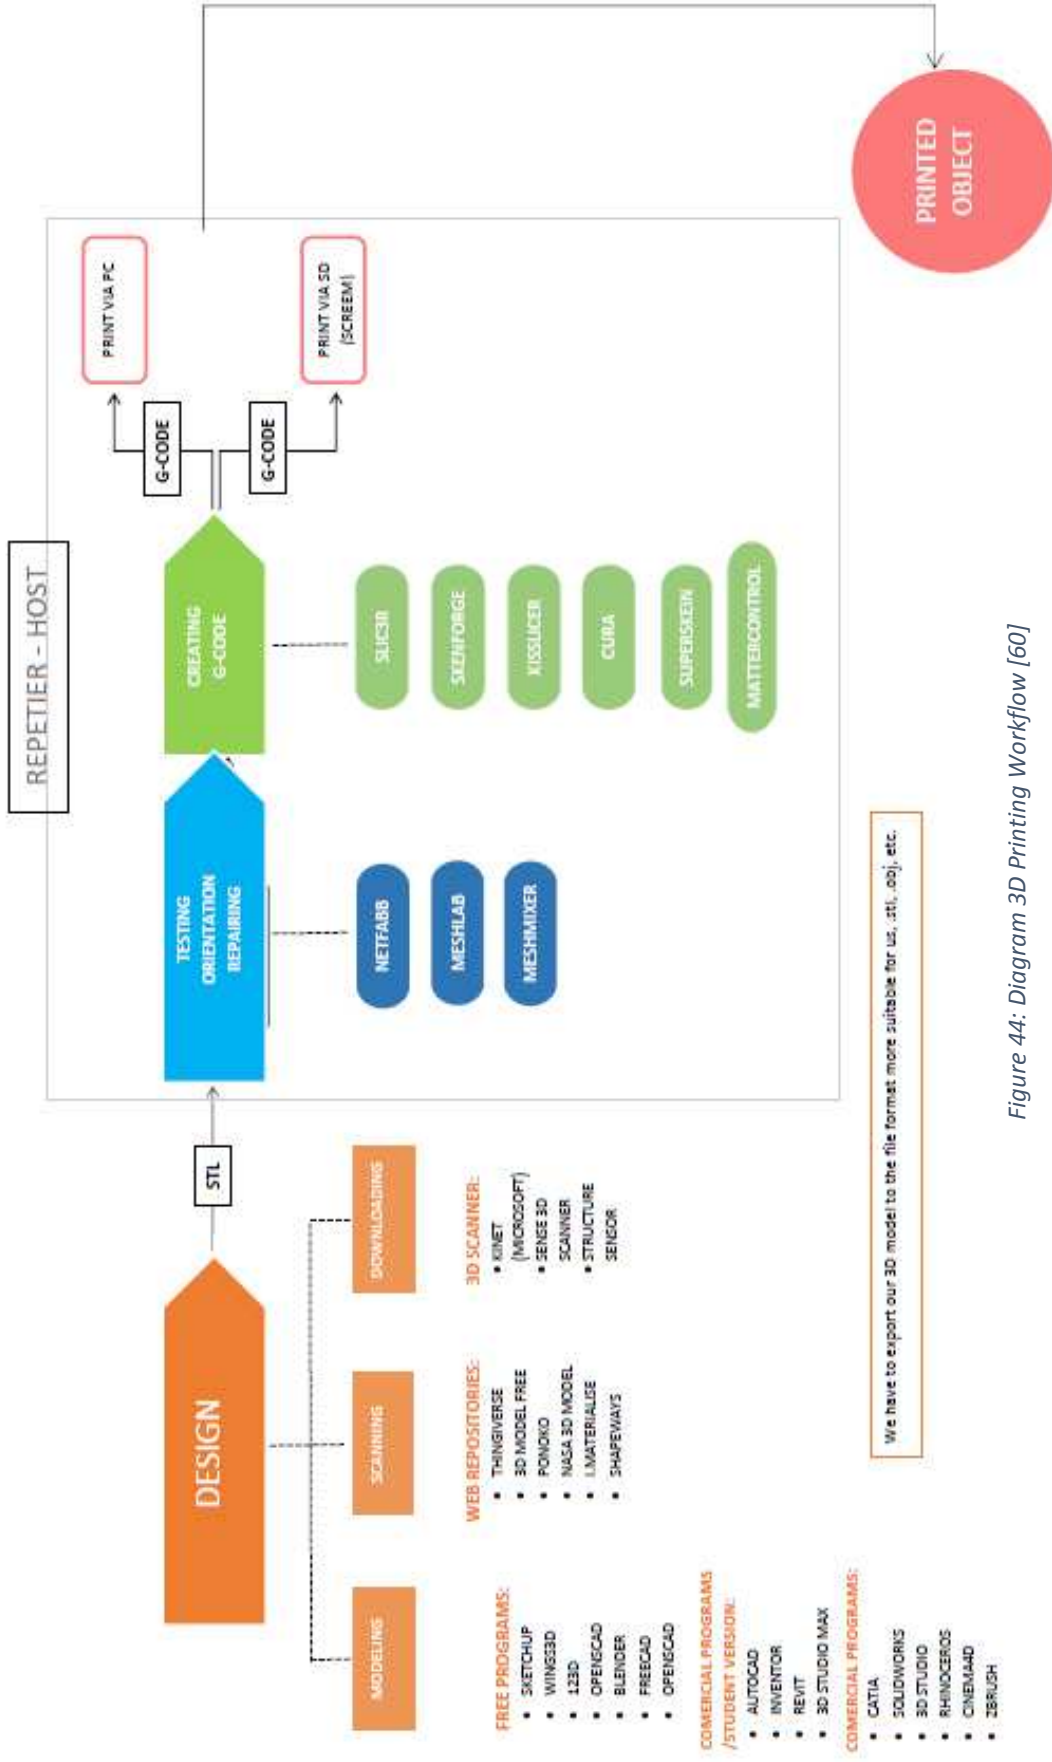 REPETIER - HOST
DESIGN
STL
TESTING
ORIENTATION
REPAIRING
CREATING
G-CODE
G-CODE
G-CODE
PRINT VIA PC
PRINT VIA SD
(SCREEM)
PRINTED
OBJECT
MODELING
SCANNING
DOWNLOADING
NETFABB
MESHLAB
MESHMIXER
SLIC3R
SKENFORGE
KISSLICER
CURA
SUPERSKEIN
MATTERCONTROL
FREE PROGRAMS:
• SKETCHUP
• WINGS3D
• 123D
• OPENSCAD
• BLENDER
• FREECAD
• OPENSCAD
COMERCIAL PROGRAMS
/STUDENT VERSION:
• AUTOCAD
• INVENTOR
• REVIT
• 3D STUDIO MAX
COMERCIAL PROGRAMS:
• CATIA
• SOLIDWORKS
• 3D STUDIO
• RHINOCEROS
• CINEMA4D
• ZBRUSH
WEB REPOSITORIES:
• THINGIVERSE
• 3D MODEL FREE
• PONOKO
• NASA 3D MODEL
• I.MATERIALISE
• SHAPEWAYS
3D SCANNER:
• KINET
(MICROSOFT)
• SENSE 3D
SCANNER
• STRUCTURE
SENSOR
We have to export our 3D model to the file format more suitable for us, .stl, .obj, etc.
Figure 44: Diagram 3D Printing Workflow [60]